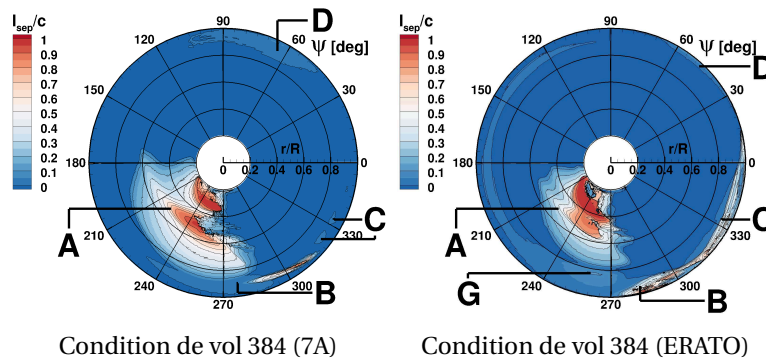 l_sep/c
1
0.9
0.8
0.7
0.6
0.5
0.4
0.3
0.2
0.1
0
90
D
60
Ψ [deg]
120
150
30
180
r/R
0 0.2 0.4 0.6 0.8 1
0
A
210
C
330
240
B
300
270
Condition de vol 384 (7A)
l_sep/c
1
0.9
0.8
0.7
0.6
0.5
0.4
0.3
0.2
0.1
0
90
60
Ψ [deg]
D
120
150
30
180
r/R
0 0.2 0.4 0.6 0.8 1
0
A
210
C
330
G
240
B
300
270
Condition de vol 384 (ERATO)